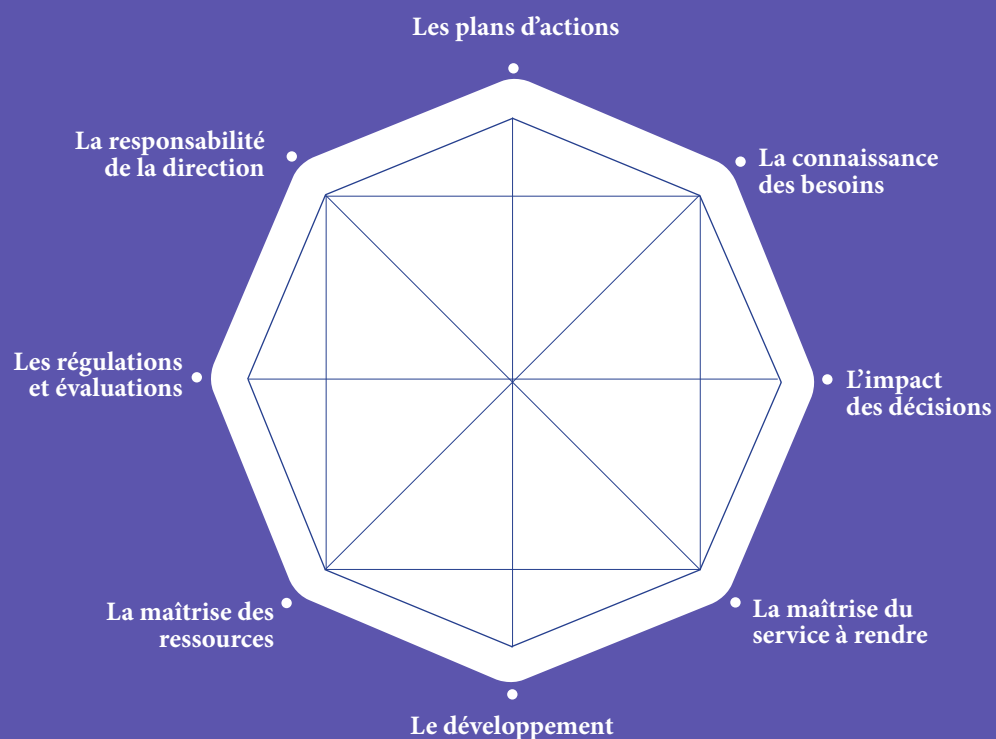 Les plans d’actions
La responsabilité
de la direction
La connaissance
des besoins
Les régulations
et évaluations
L’impact
des décisions
La maîtrise des
ressources
La maîtrise du
service à rendre
Le développement